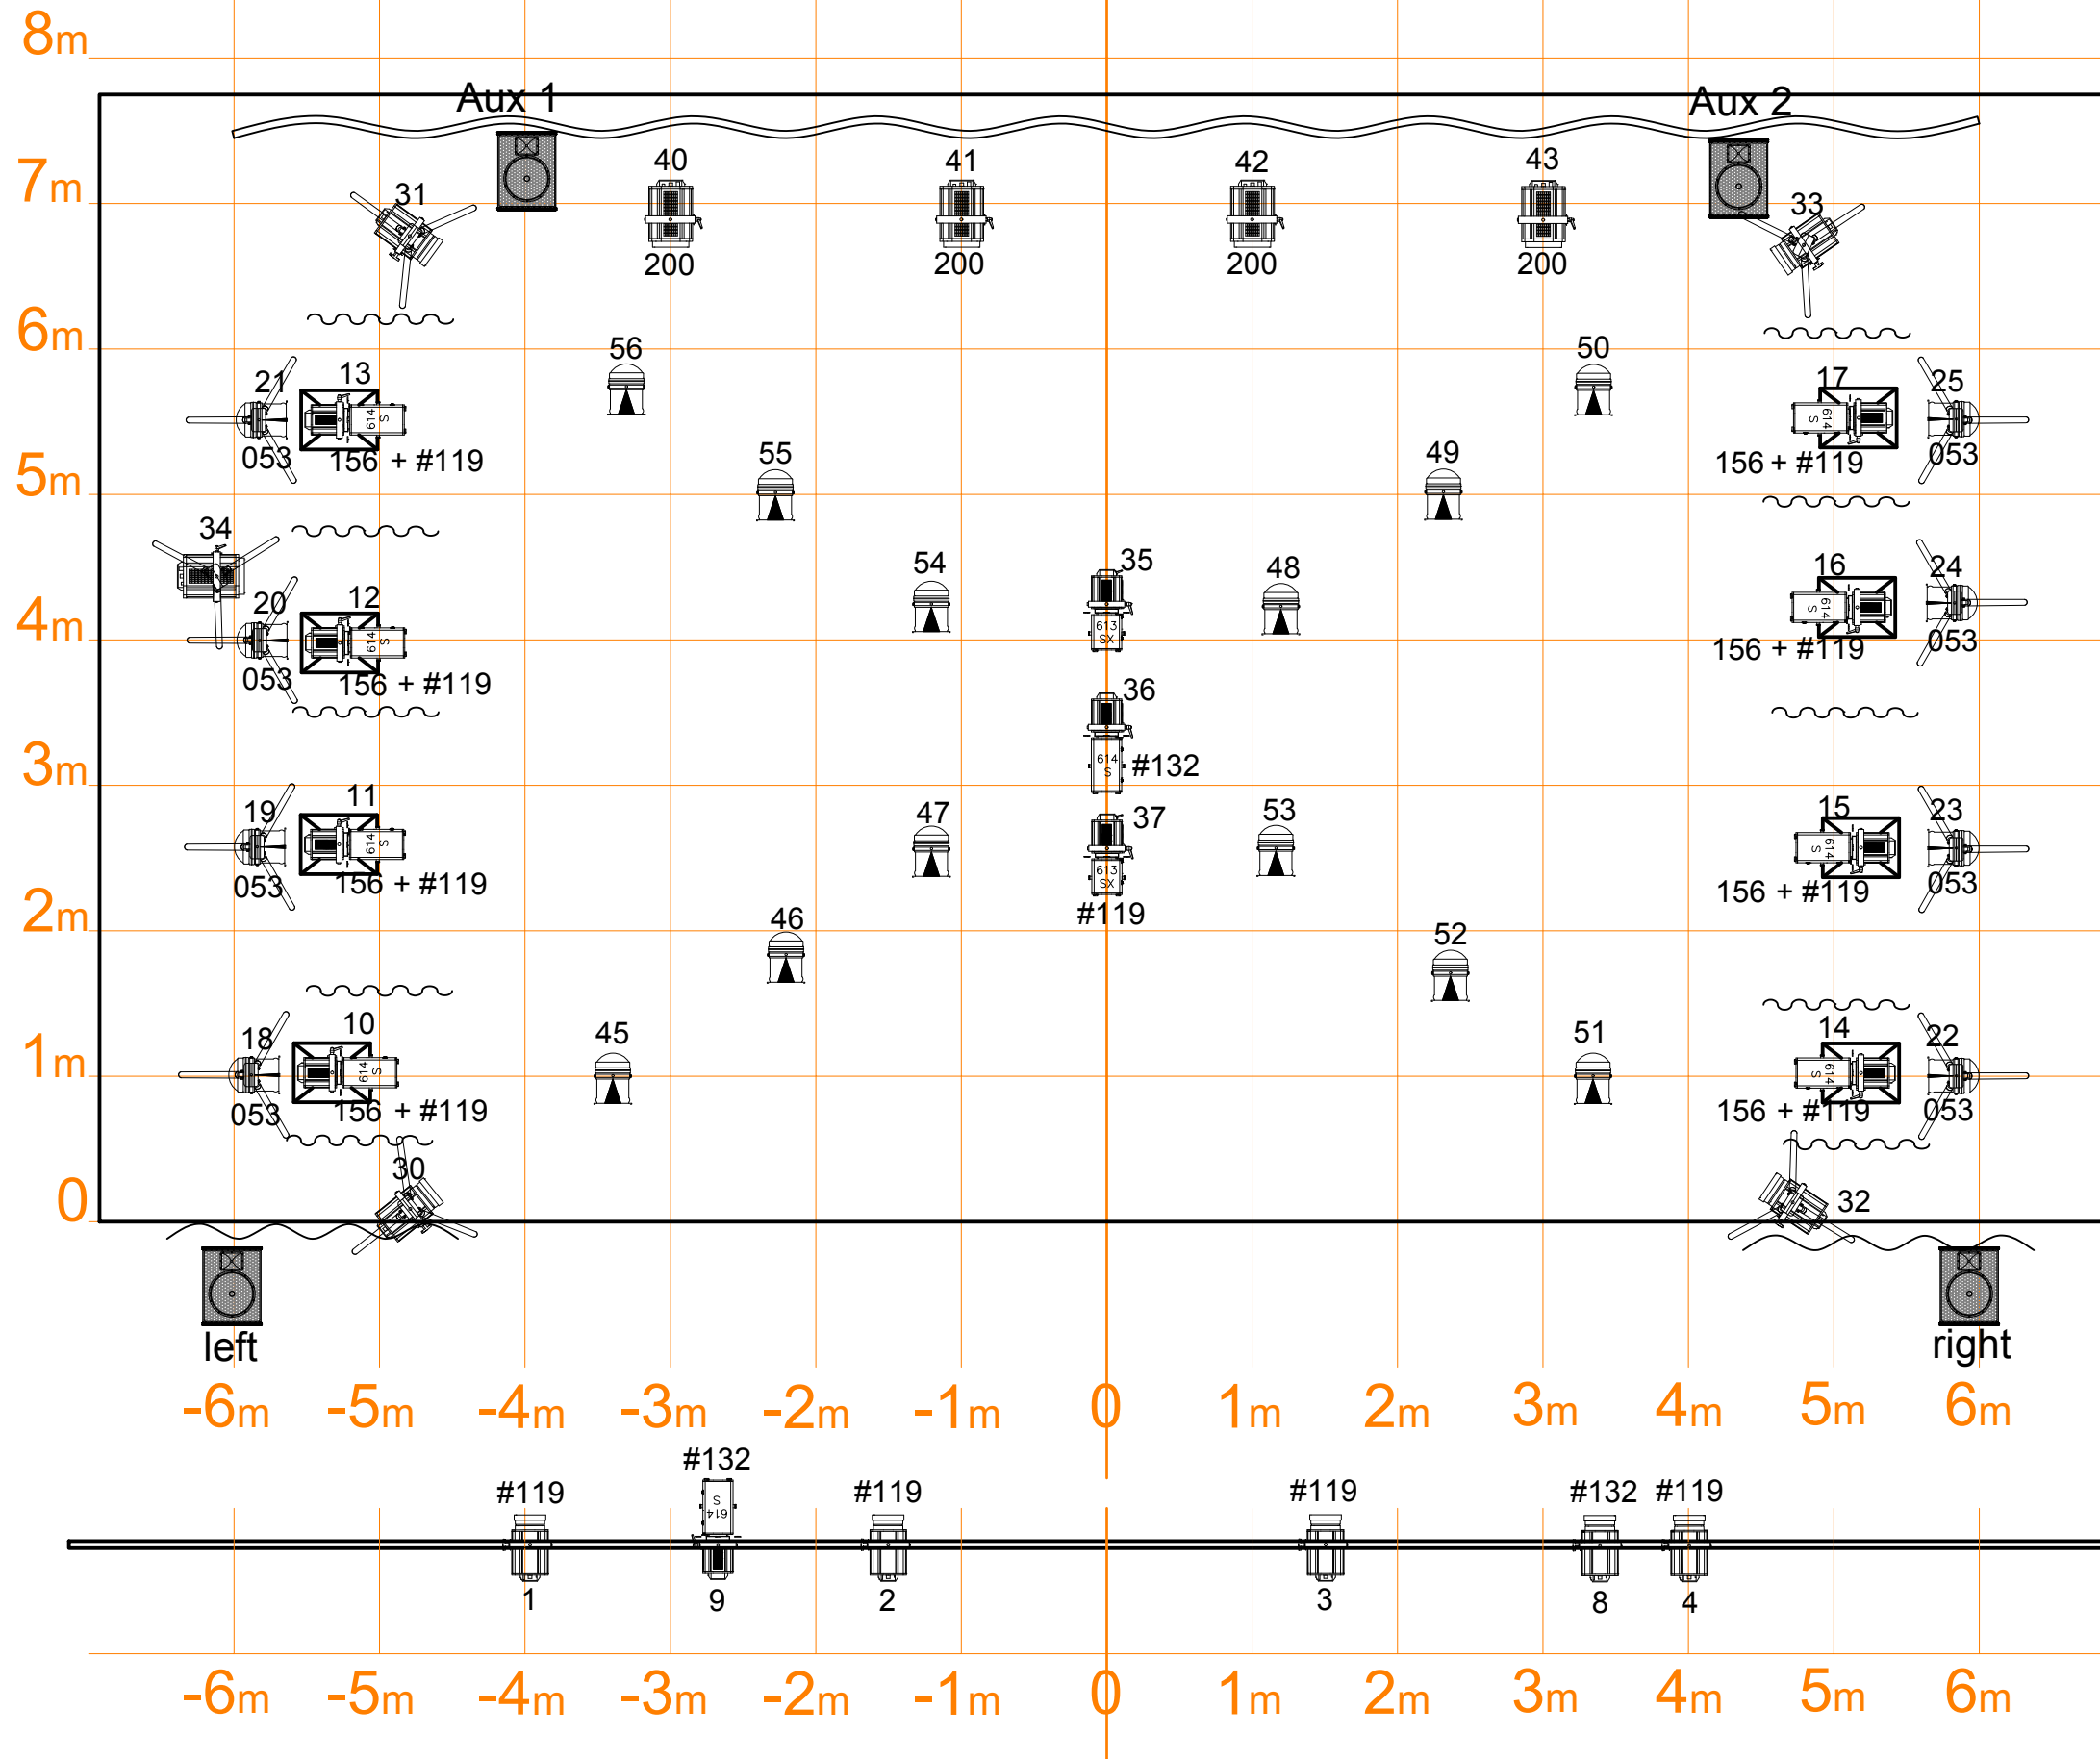 8m
Aux 1
Aux 2
7m
40
41
42
43
31
33
200
200
200
200
6m
56
50
21
13
17
25
614
S
614
S
053
156 + #119
156 + #119
053
5m
55
49
34
54
35
48
16
24
20
12
614
S
613
SX
614
S
4m
053
156 + #119
156 + #119
053
36
3m
614
S
#132
19
11
47
37
53
15
23
614
S
613
SX
614
S
053
156 + #119
156 + #119
053
2m
#119
46
52
18
10
45
51
14
22
1m
614
S
614
S
053
156 + #119
156 + #119
053
30
0
32
left
right
-6m
-5m
-4m
-3m
-2m
-1m
0
1m
2m
3m
4m
5m
6m
#132
#119
#119
#119
#132
#119
614
S
1
9
2
3
8
4
-6m
-5m
-4m
-3m
-2m
-1m
0
1m
2m
3m
4m
5m
6m